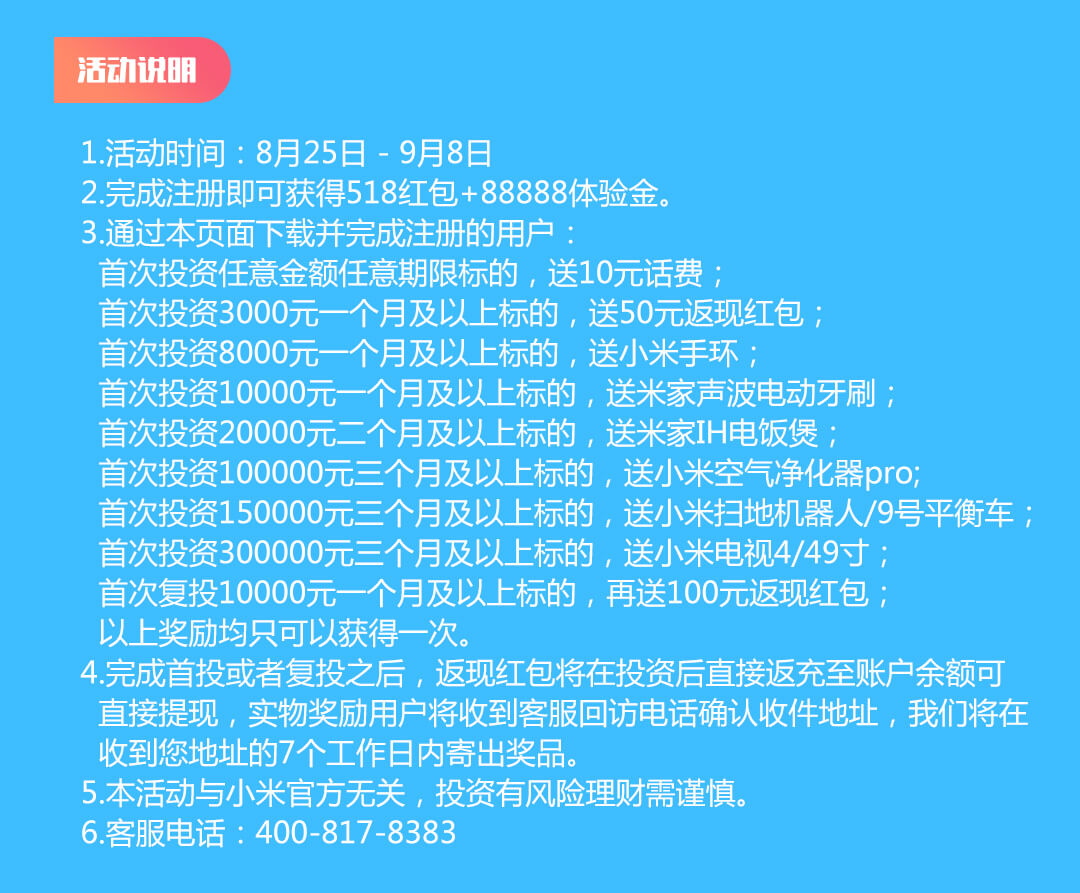 活动说明
1.活动时间：8月25日 - 9月8日
2.完成注册即可获得518红包+88888体验金。
3.通过本页面下载并完成注册的用户：
首次投资任意金额任意期限标的，送10元话费；
首次投资3000元一个月及以上标的，送50元返现红包；
首次投资8000元一个月及以上标的，送小米手环；
首次投资10000元一个月及以上标的，送米家声波电动牙刷；
首次投资20000元二个月及以上标的，送米家IH电饭煲；
首次投资100000元三个月及以上标的，送小米空气净化器pro;
首次投资150000元三个月及以上标的，送小米扫地机器人/9号平衡车；
首次投资300000元三个月及以上标的，送小米电视4/49寸；
首次复投10000元一个月及以上标的，再送100元返现红包；
以上奖励均只可以获得一次。
4.完成首投或者复投之后，返现红包将在投资后直接返充至账户余额可
直接提现，实物奖励用户将收到客服回访电话确认收件地址，我们将在
收到您地址的7个工作日内寄出奖品。
5.本活动与小米官方无关，投资有风险理财需谨慎。
6.客服电话：400-817-8383